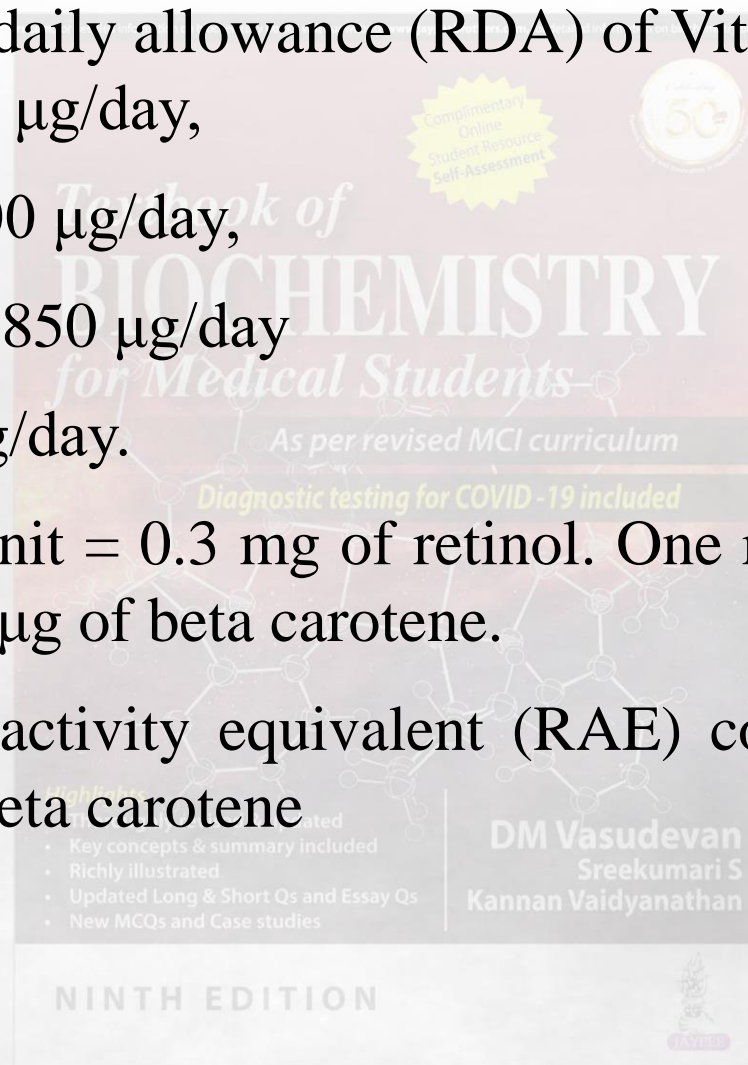 daily allowance (RDA) of Vit
μg/day,
00 μg/day,
850 μg/day
g/day.
nit = 0.3 mg of retinol. One
μg of beta carotene.
activity equivalent (RAE) co
eta carotene
Complimentary
Online
Student Resource
Self-Assessment
50
Textbook of
BIOCHEMISTRY
for Medical Students
As per revised MCI curriculum
Diagnostic testing for COVID -19 included
Highlights
• Key concepts & summary included
• Richly illustrated
• Updated Long & Short Qs and Essay Qs
• New MCQs and Case studies
DM Vasudevan
Sreekumari S
Kannan Vaidyanathan
NINTH EDITION
JAYPEE